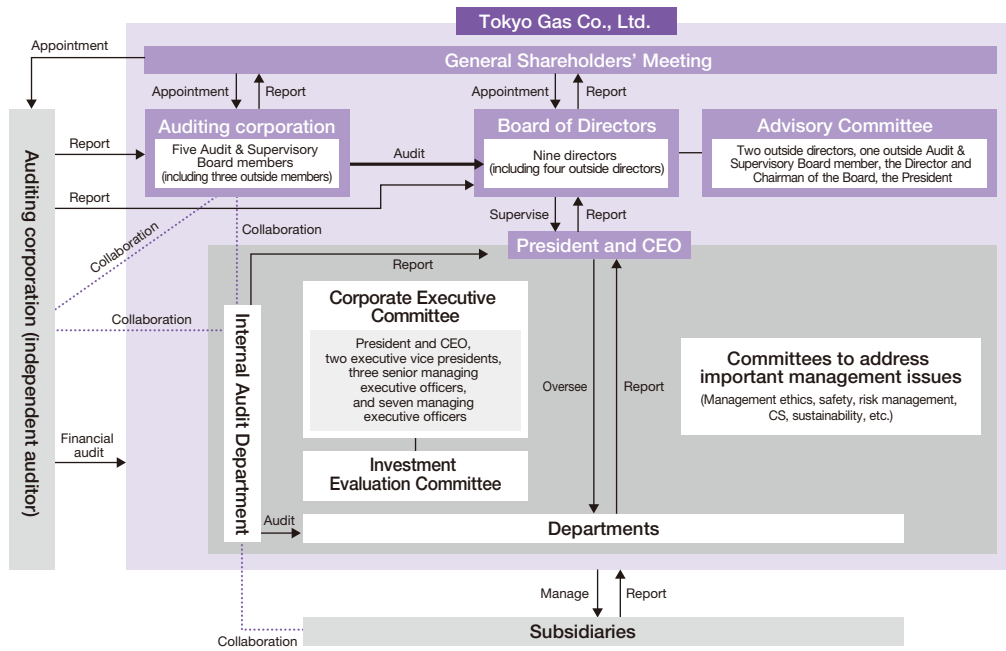 Tokyo Gas Co., Ltd.
Appointment
General Shareholders' Meeting
Appointment
Report
Appointment
Report
Auditing corporation
Five Audit & Supervisory
Board members
(including three outside members)
Audit
Board of Directors
Nine directors
(including four outside directors)
Advisory Committee
Two outside directors, one outside Audit &
Supervisory Board member, the Director and
Chairman of the Board, the President
Auditing corporation (independent auditor)
Report
Report
Supervise
Report
Collaboration
Collaboration
President and CEO
Report
Collaboration
Internal Audit Department
Corporate Executive
Committee
President and CEO,
two executive vice presidents,
three senior managing
executive officers,
and seven managing
executive officers
Oversee
Report
Committees to address
important management issues
(Management ethics, safety, risk management,
CS, sustainability, etc.)
Financial
audit
Investment
Evaluation Committee
Audit
Departments
Manage
Report
Collaboration
Subsidiaries